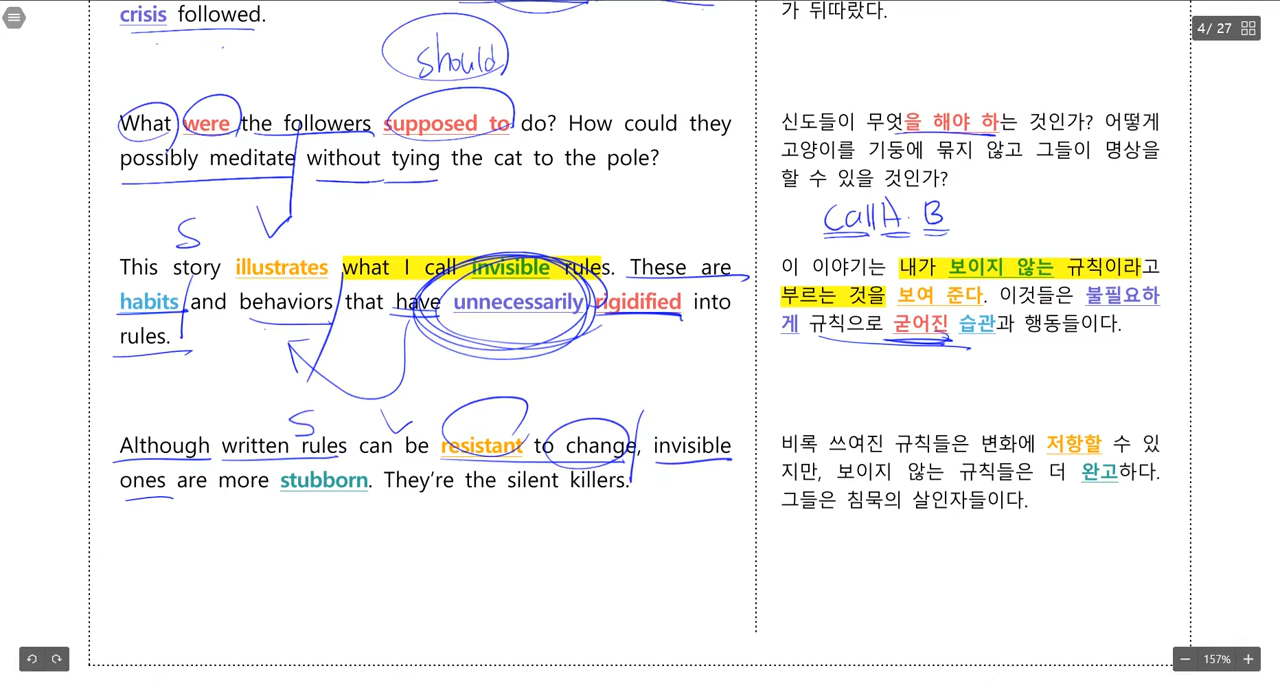 crisis followed.
가 뒤따랐다.
4 / 27
should
What were the followers supposed to do? How could they
possibly meditate without tying the cat to the pole?
신도들이 무엇을 해야 하는 것인가? 어떻게
고양이를 기둥에 묶지 않고 그들이 명상을
할 수 있을 것인가?
call A. B
S V
This story illustrates what I call invisible rules. These are
habits and behaviors that have unnecessarily rigidified into
rules.
이 이야기는 내가 보이지 않는 규칙이라고
부르는 것을 보여 준다. 이것들은 불필요하
게 규칙으로 굳어진 습관과 행동들이다.
S V
Although written rules can be resistant to change, invisible
ones are more stubborn. They're the silent killers.
비록 쓰여진 규칙들은 변화에 저항할 수 있
지만, 보이지 않는 규칙들은 더 완고하다.
그들은 침묵의 살인자들이다.
157%